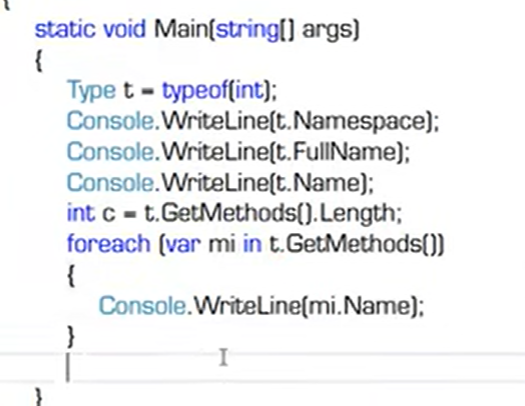 {
static void Main(string[] args)
{
Type t = typeof(int);
Console.WriteLine(t.Namespace);
Console.WriteLine(t.FullName);
Console.WriteLine(t.Name);
int c = t.GetMethods().Length;
foreach (var mi in t.GetMethods())
{
Console.WriteLine(mi.Name);
}
}